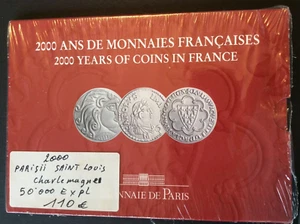 2000 ANS DE MONNAIES FRANÇAISES
2000 YEARS OF COINS IN FRANCE
2000
PARISII SAINT LOUIS
Charlemagne
50'000 Expl
110 €
MONNAIE DE PARIS